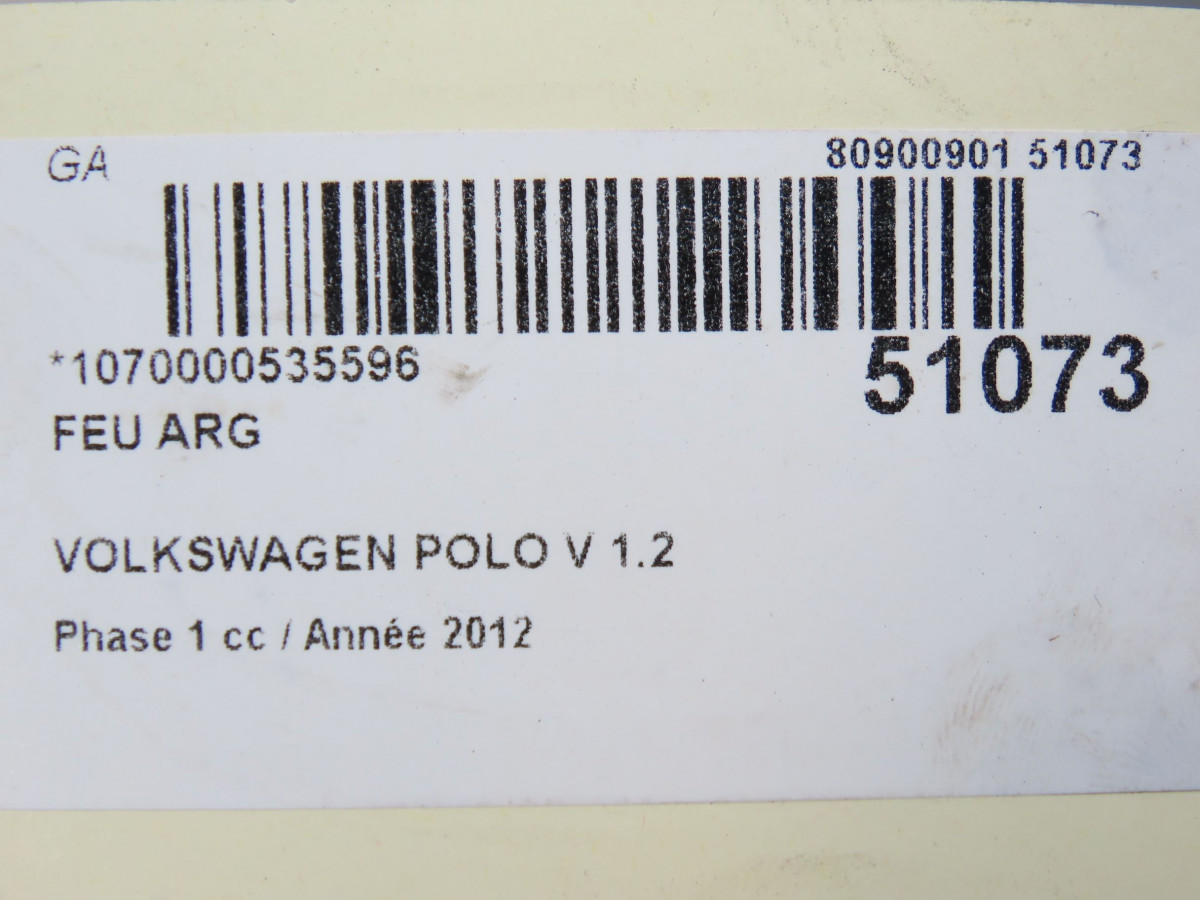 GA
80900901 51073
*1070000535596
51073
FEU ARG
VOLKSWAGEN POLO V 1.2
Phase 1 cc / Année 2012